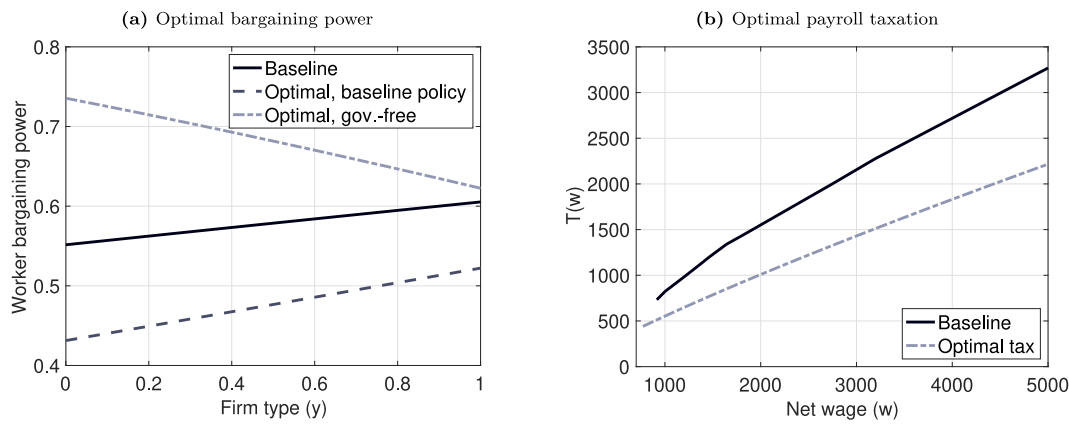 (a) Optimal bargaining power
0.8
0.7
0.6
0.5
0.4
Worker bargaining power
Baseline
Optimal, baseline policy
Optimal, gov.-free
0 0.2 0.4 0.6 0.8 1
Firm type (y)
(b) Optimal payroll taxation
3500
3000
2500
2000
1500
1000
500
0
T(w)
Baseline
Optimal tax
1000 2000 3000 4000 5000
Net wage (w)